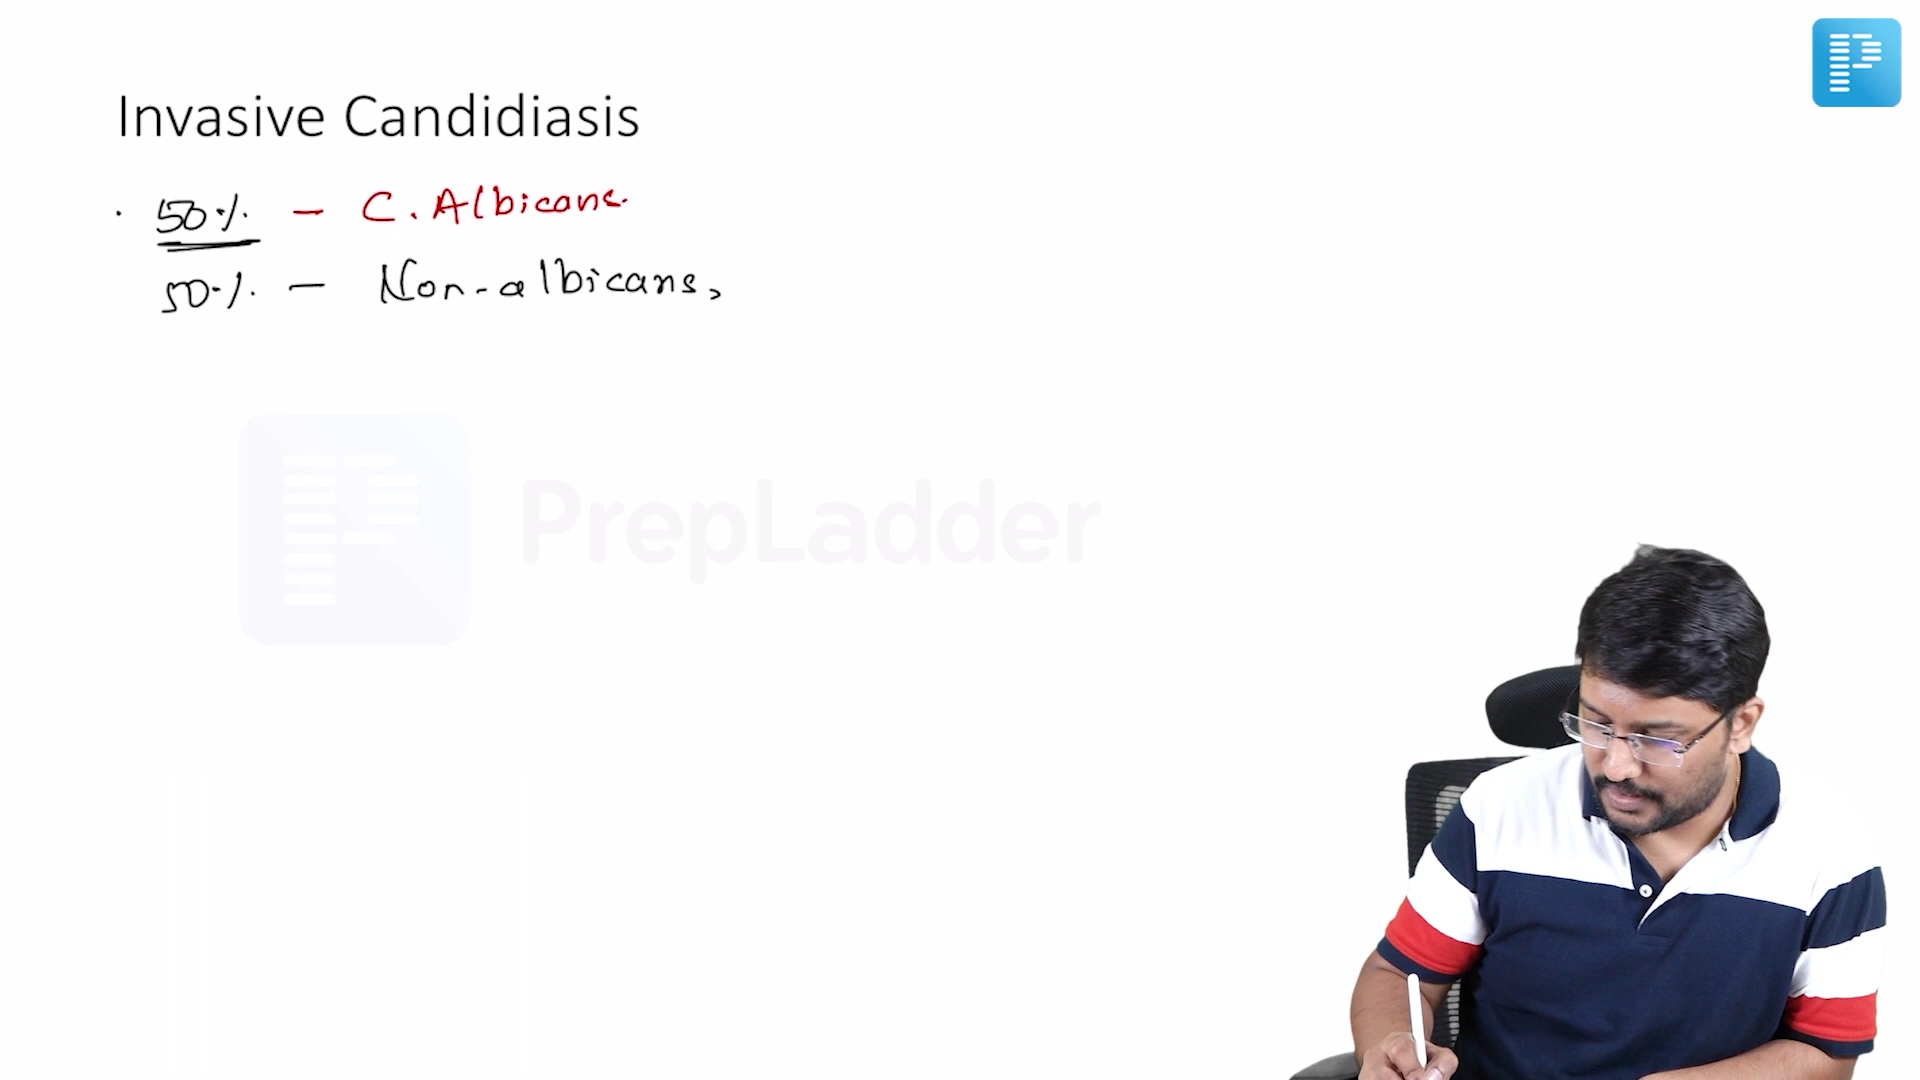 Invasive Candidiasis
· 50% – C. Albicans.
50% – Non-albicans,
PrepLadder